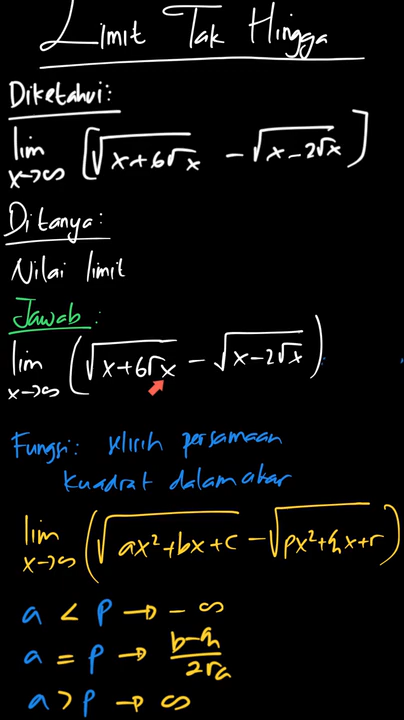 Limit Tak Hingga
Diketahui:
lim x→∞ [√(x+6√x) - √(x-2√x)]
Ditanya:
Nilai limit
Jawab:
lim x→∞ (√(x+6√x) - √(x-2√x))
Fungsi: slisih persamaan
kuadrat dalam akar
lim x→∞ (√(ax²+bx+c) - √(px²+qx+r))
a < p → -∞
a = p → (b-q)/(2√a)
a > p → ∞